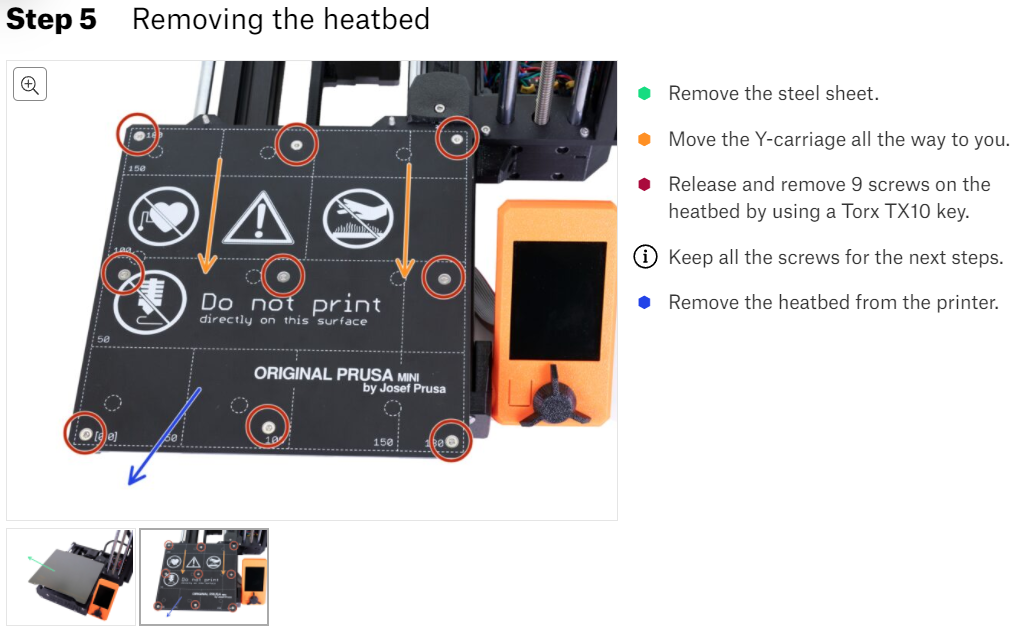 Step 5 Removing the heatbed
Remove the steel sheet.
Move the Y-carriage all the way to you.
Release and remove 9 screws on the
heatbed by using a Torx TX10 key.
Keep all the screws for the next steps.
Remove the heatbed from the printer.
180
150
100
Do not print
directly on this surface
50
ORIGINAL PRUSA MINI
by Josef Prusa
[0,0] 50 100 150 180